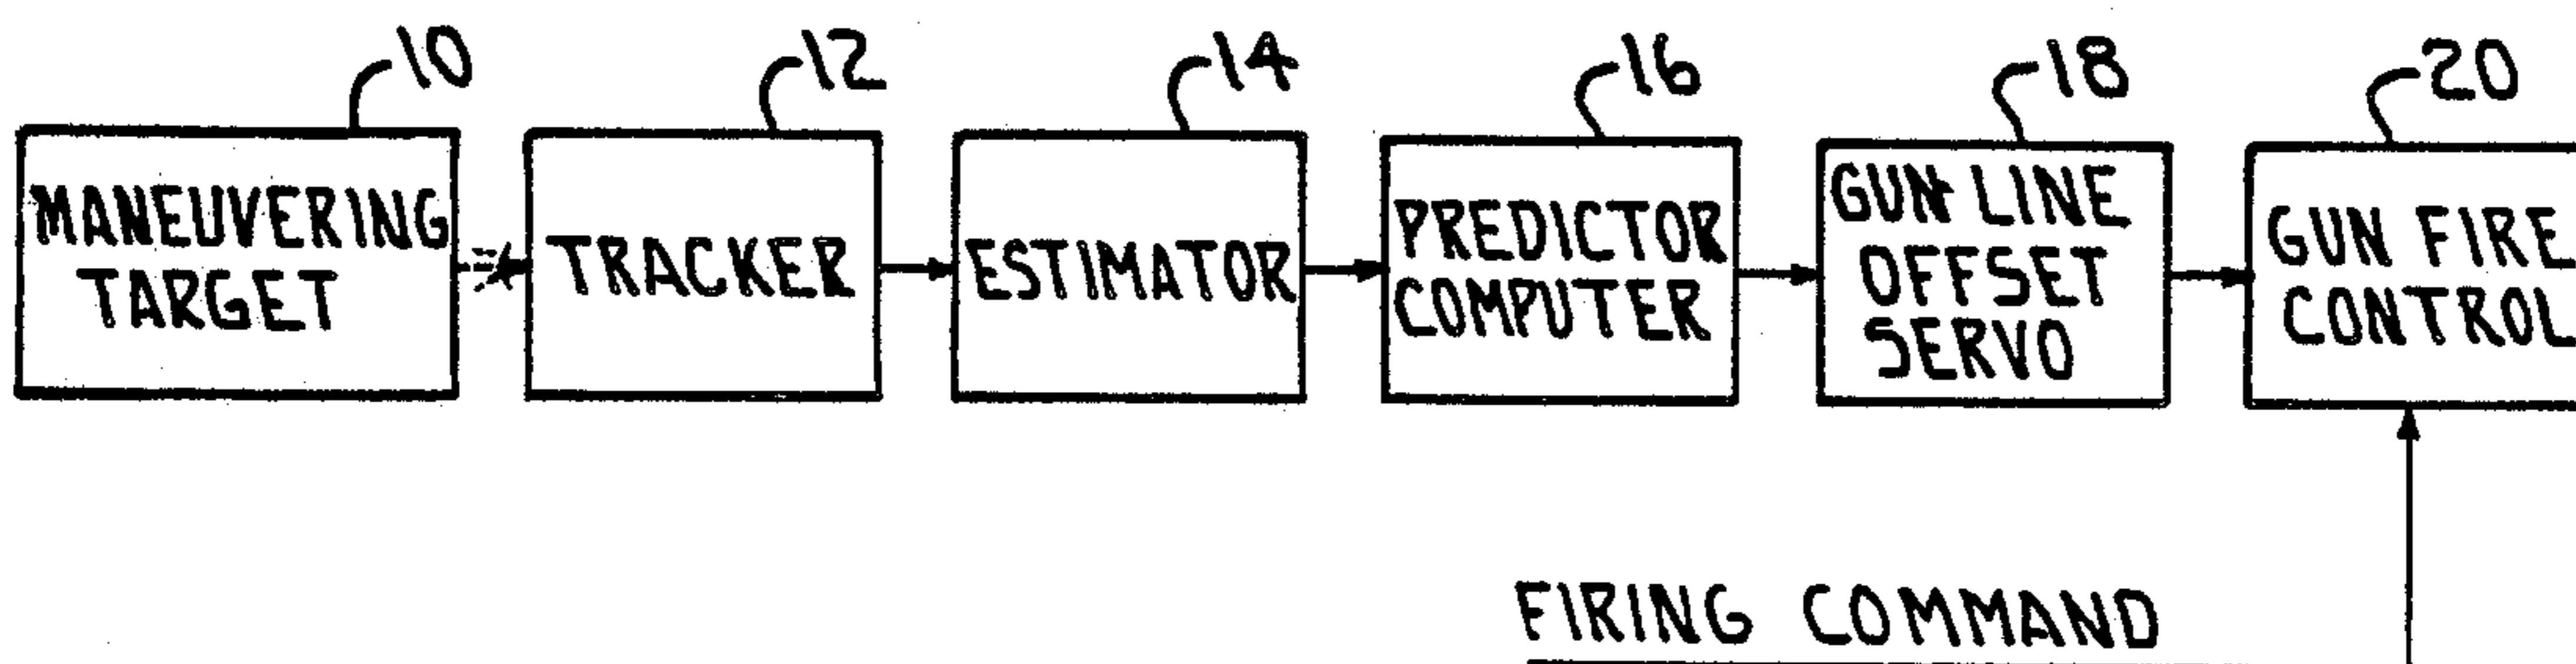 10
12
14
16
18
20
MANEUVERING
TARGET
TRACKER
ESTIMATOR
PREDICTOR
COMPUTER
GUN LINE
OFFSET
SERVO
GUN FIRE
CONTROL
FIRING COMMAND